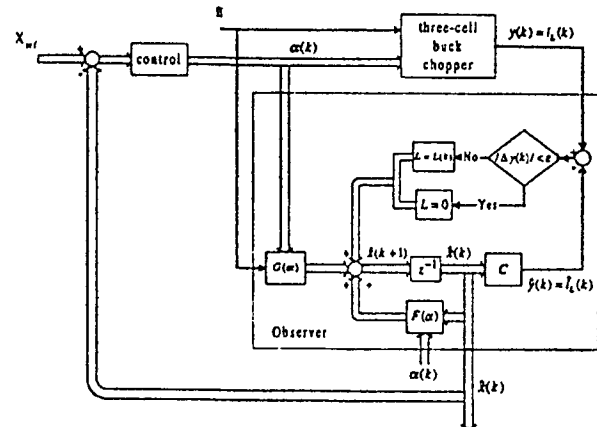 X_ref
E
control
α(k)
three-cell
buck
chopper
y(k) = i_L(k)
L = L(k)
No
|Δy(k)| < ε
L = 0
Yes
G(α)
x̂(k+1)
z⁻¹
x̂(k)
C
ŷ(k) = î_L(k)
F(α)
Observer
α(k)
x̂(k)